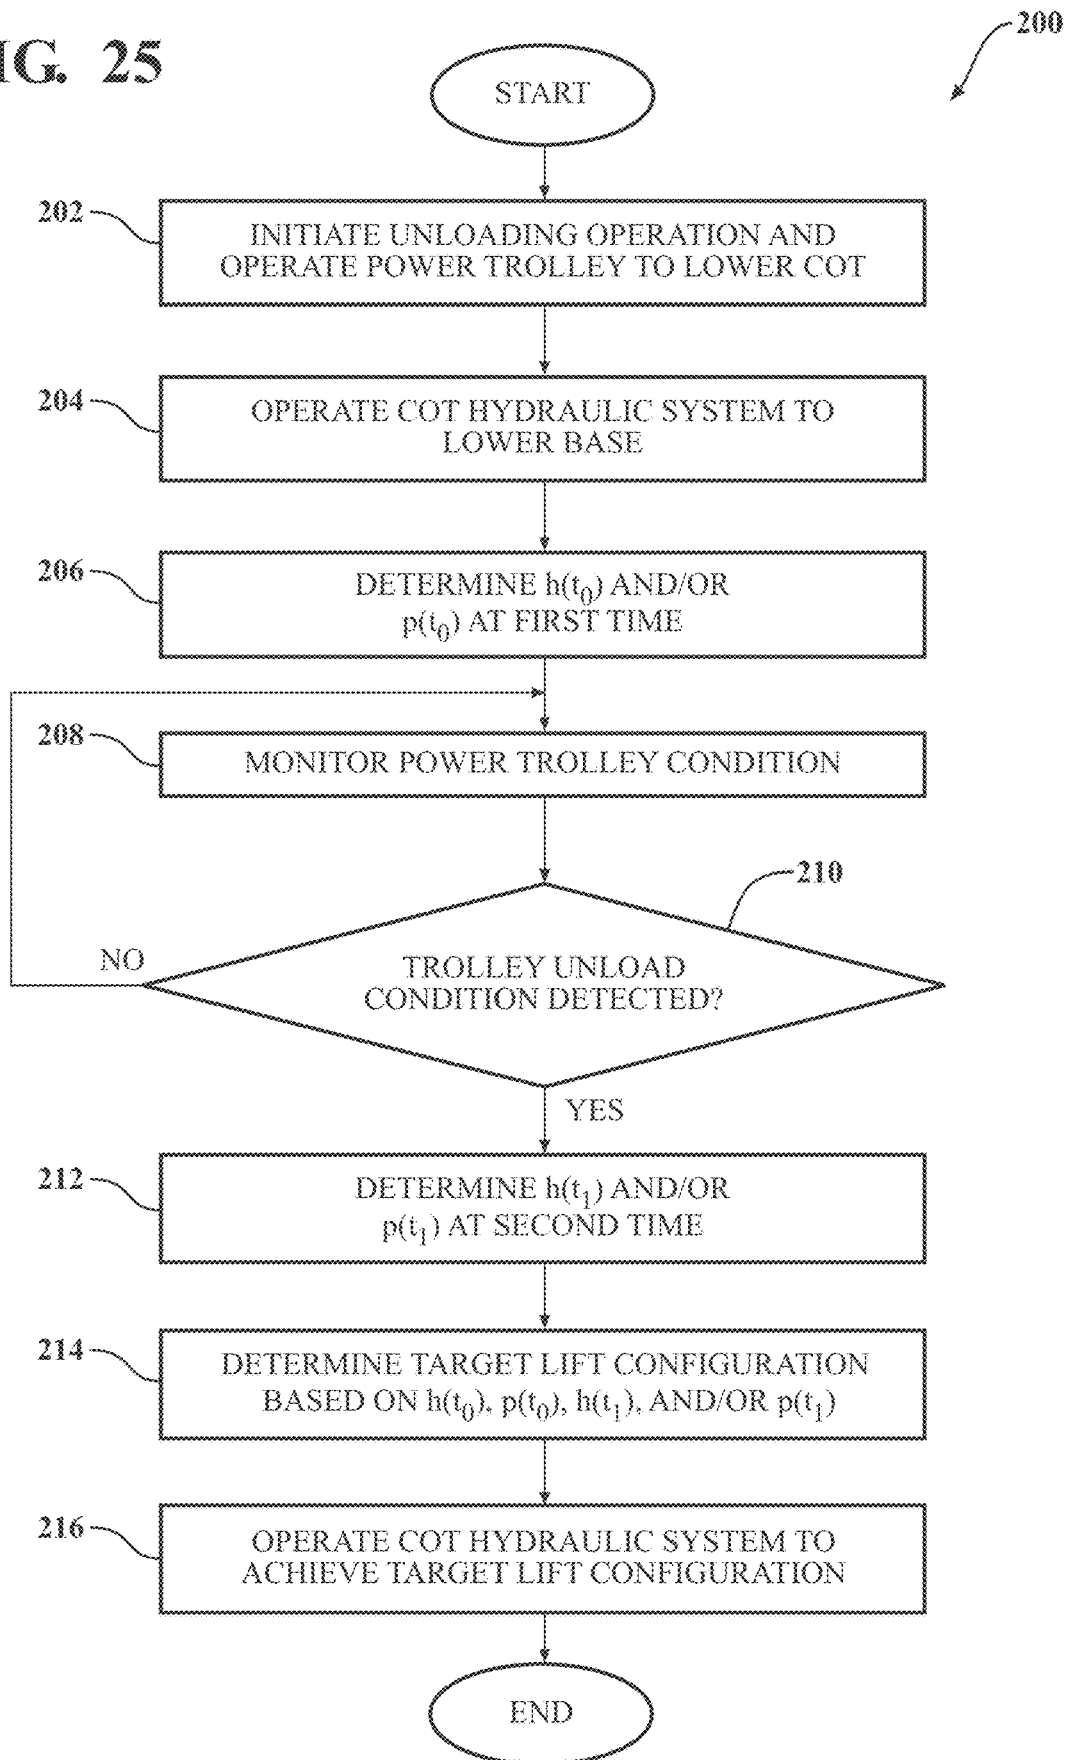 IG. 25
200
START
202
INITIATE UNLOADING OPERATION AND
OPERATE POWER TROLLEY TO LOWER COT
204
OPERATE COT HYDRAULIC SYSTEM TO
LOWER BASE
206
DETERMINE h(t0) AND/OR
p(t0) AT FIRST TIME
208
MONITOR POWER TROLLEY CONDITION
210
NO
TROLLEY UNLOAD
CONDITION DETECTED?
YES
212
DETERMINE h(t1) AND/OR
p(t1) AT SECOND TIME
214
DETERMINE TARGET LIFT CONFIGURATION
BASED ON h(t0), p(t0), h(t1), AND/OR p(t1)
216
OPERATE COT HYDRAULIC SYSTEM TO
ACHIEVE TARGET LIFT CONFIGURATION
END